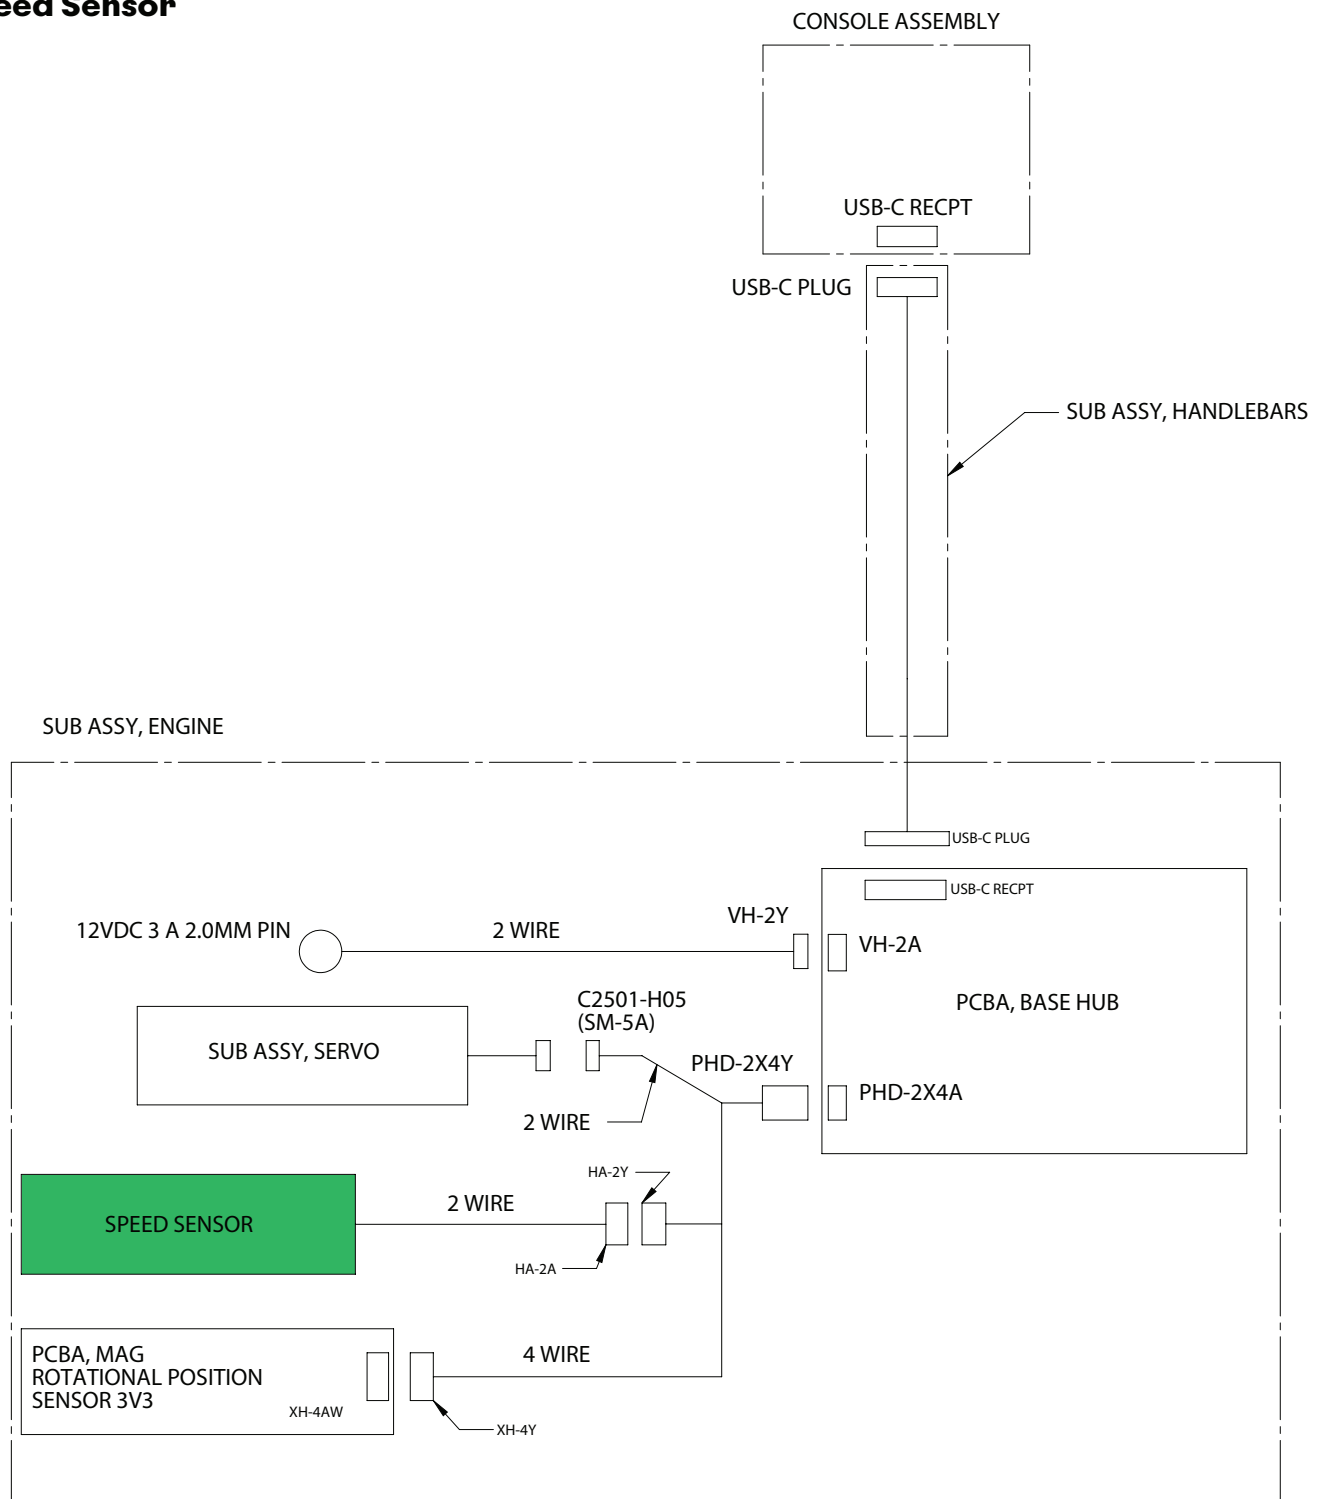 eed Sensor
CONSOLE ASSEMBLY
USB-C RECPT
USB-C PLUG
SUB ASSY, HANDLEBARS
SUB ASSY, ENGINE
USB-C PLUG
USB-C RECPT
12VDC 3 A 2.0MM PIN
2 WIRE
VH-2Y
VH-2A
PCBA, BASE HUB
C2501-H05
(SM-5A)
SUB ASSY, SERVO
PHD-2X4Y
PHD-2X4A
2 WIRE
HA-2Y
SPEED SENSOR
2 WIRE
HA-2A
PCBA, MAG
ROTATIONAL POSITION
SENSOR 3V3
XH-4AW
4 WIRE
XH-4Y